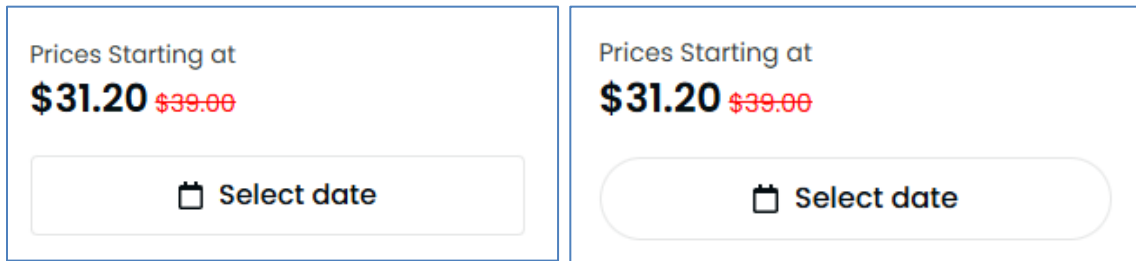 Prices Starting at
$31.20 $39.00
Select date
Prices Starting at
$31.20 $39.00
Select date